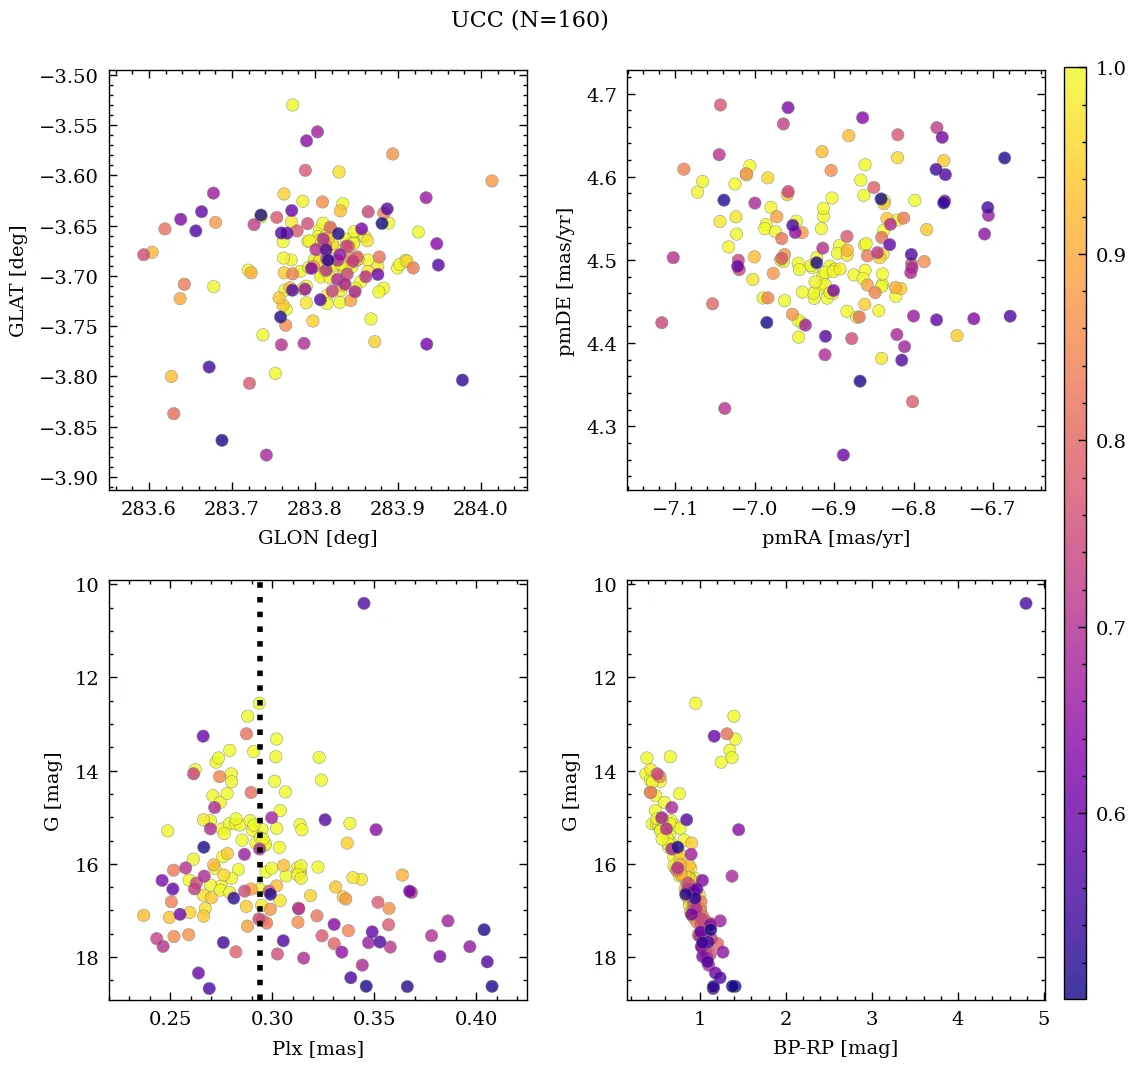 UCC (N=160)
−3.50
−3.55
−3.60
−3.65
−3.70
−3.75
−3.80
−3.85
−3.90
GLAT [deg]
283.6 283.7 283.8 283.9 284.0
GLON [deg]
4.7
4.6
4.5
4.4
4.3
pmDE [mas/yr]
−7.1 −7.0 −6.9 −6.8 −6.7
pmRA [mas/yr]
10
12
14
16
18
G [mag]
0.25 0.30 0.35 0.40
Plx [mas]
10
12
14
16
18
G [mag]
1 2 3 4 5
BP-RP [mag]
1.0
0.9
0.8
0.7
0.6